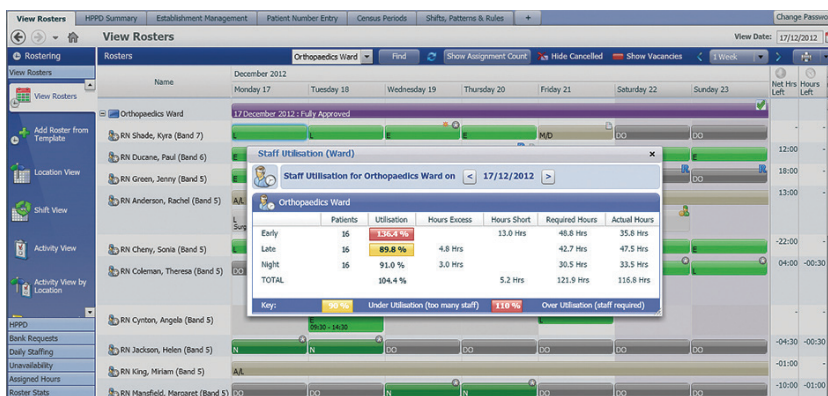 View Rosters HPPD Summary Establishment Management Patient Number Entry Census Periods Shifts, Patterns & Rules + Change Passwo
View Rosters View Date: 17/12/2012
Rostering Rosters Orthopaedics Ward Find Show Assignment Count Hide Cancelled Show Vacancies 1 Week
View Rosters
Name December 2012 Net Hrs Left Hours Left
Monday 17 Tuesday 18 Wednesday 19 Thursday 20 Friday 21 Saturday 22 Sunday 23
View Rosters
Orthopaedics Ward 17 December 2012 : Fully Approved
Add Roster from Template
RN Shade, Kyra (Band 7) L L E E M/D DO DO
RN Ducane, Paul (Band 6) E 12:00
Location View
RN Green, Jenny (Band 5) E DO 18:00
RN Anderson, Rachel (Band 5) A/L 13:00
Shift View
L
Surg
Activity View
RN Cheny, Sonia (Band 5) L E -22:00
RN Coleman, Theresa (Band 5) DO L 04:00 -00:30
Activity View by Location
RN Cynton, Angela (Band 5) E L
09:30 - 14:30
HPPD
Bank Requests
RN Jackson, Helen (Band 5) N N DO DO DO DO DO -04:30 -00:30
Daily Staffing
Unavailability
RN King, Miriam (Band 5) A/L -01:00
Assigned Hours
Roster Stats
RN Mansfield, Margaret (Band 5) DO DO N N DO DO DO -10:00 -01:00
Staff Utilisation (Ward) x
Staff Utilisation for Orthopaedics Ward on < 17/12/2012 >
Orthopaedics Ward
Patients Utilisation Hours Excess Hours Short Required Hours Actual Hours
Early 16 136.4 % 13.0 Hrs 48.8 Hrs 35.8 Hrs
Late 16 89.8 % 4.8 Hrs 42.7 Hrs 47.5 Hrs
Night 16 91.0 % 3.0 Hrs 30.5 Hrs 33.5 Hrs
TOTAL 104.4 % 5.2 Hrs 121.9 Hrs 116.8 Hrs
Key: 90 % Under Utilisation (too many staff) 110 % Over Utilisation (staff required)